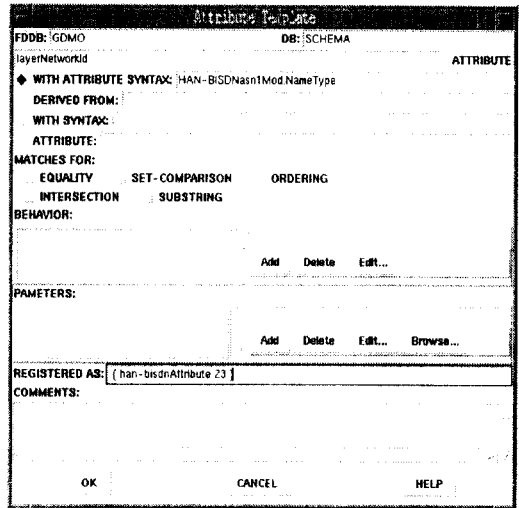 Attribute Template
FDDB: GDMO DB: SCHEMA
layerNetworkId ATTRIBUTE
WITH ATTRIBUTE SYNTAX: HAN-BISDNasn1Mod.NameType
DERIVED FROM:
WITH SYNTAX:
ATTRIBUTE:
MATCHES FOR:
EQUALITY SET-COMPARISON ORDERING
INTERSECTION SUBSTRING
BEHAVIOR:
Add Delete Edit...
PAMETERS:
Add Delete Edit... Browse...
REGISTERED AS: { han-bisdnAttribute 23 }
COMMENTS:
OK CANCEL HELP